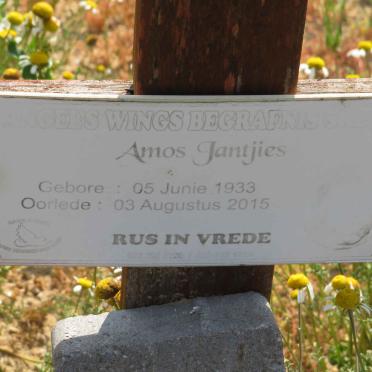 ANGELS WINGS BEGRAFNIS
Amos Jantjies
Gebore : 05 Junie 1933
Oorlede : 03 Augustus 2015
RUS IN VREDE